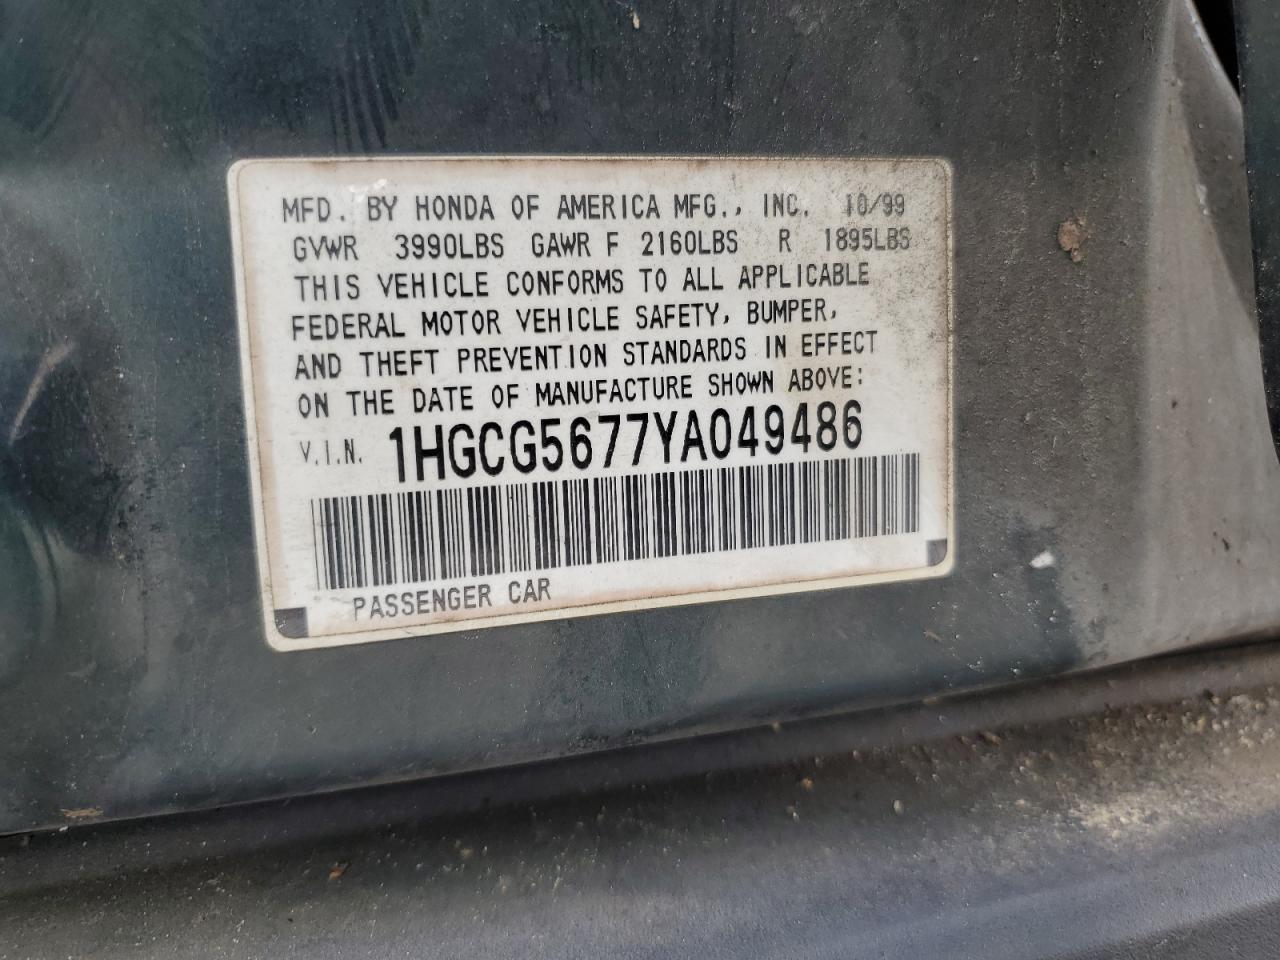 MFD. BY HONDA OF AMERICA MFG., INC. 10/99
GVWR 3990LBS GAWR F 2160LBS R 1895LBS
THIS VEHICLE CONFORMS TO ALL APPLICABLE
FEDERAL MOTOR VEHICLE SAFETY, BUMPER,
AND THEFT PREVENTION STANDARDS IN EFFECT
ON THE DATE OF MANUFACTURE SHOWN ABOVE:
V.I.N. 1HGCG5677YA049486
PASSENGER CAR